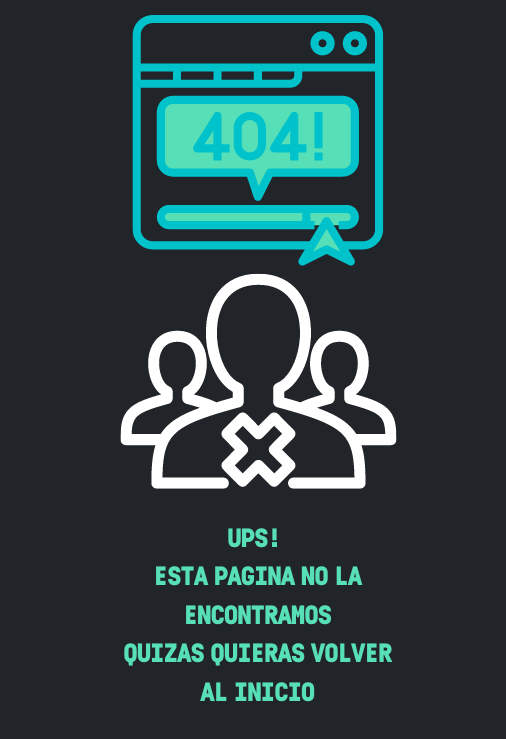 404!
UPS!
ESTA PAGINA NO LA
ENCONTRAMOS
QUIZAS QUIERAS VOLVER
AL INICIO